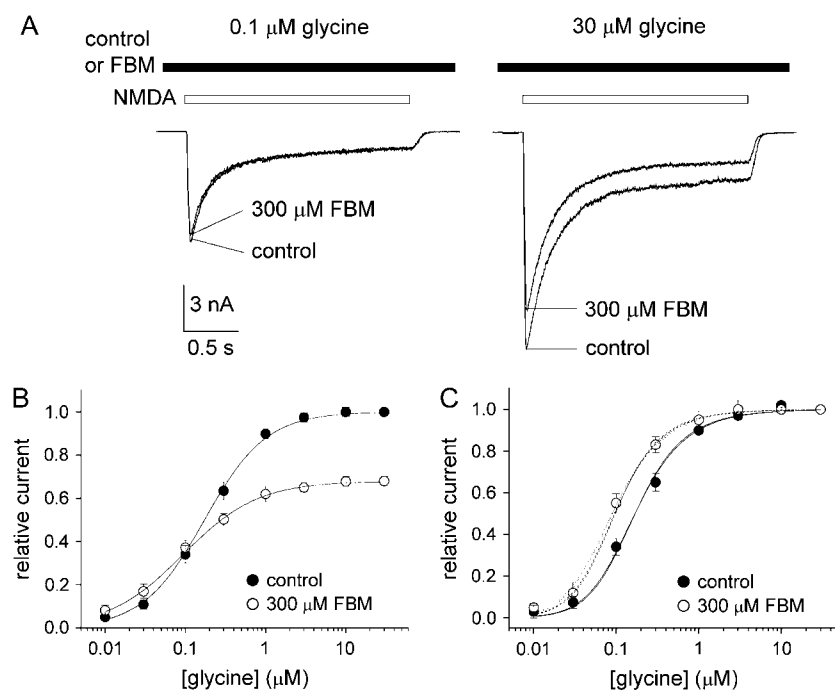 A
0.1 μM glycine
30 μM glycine
control
or FBM
NMDA
300 μM FBM
control
300 μM FBM
control
3 nA
0.5 s
B
1.0
0.8
0.6
0.4
0.2
0.0
relative current
control
300 μM FBM
0.01
0.1
1
10
[glycine] (μM)
C
1.0
0.8
0.6
0.4
0.2
0.0
relative current
control
300 μM FBM
0.01
0.1
1
10
[glycine] (μM)